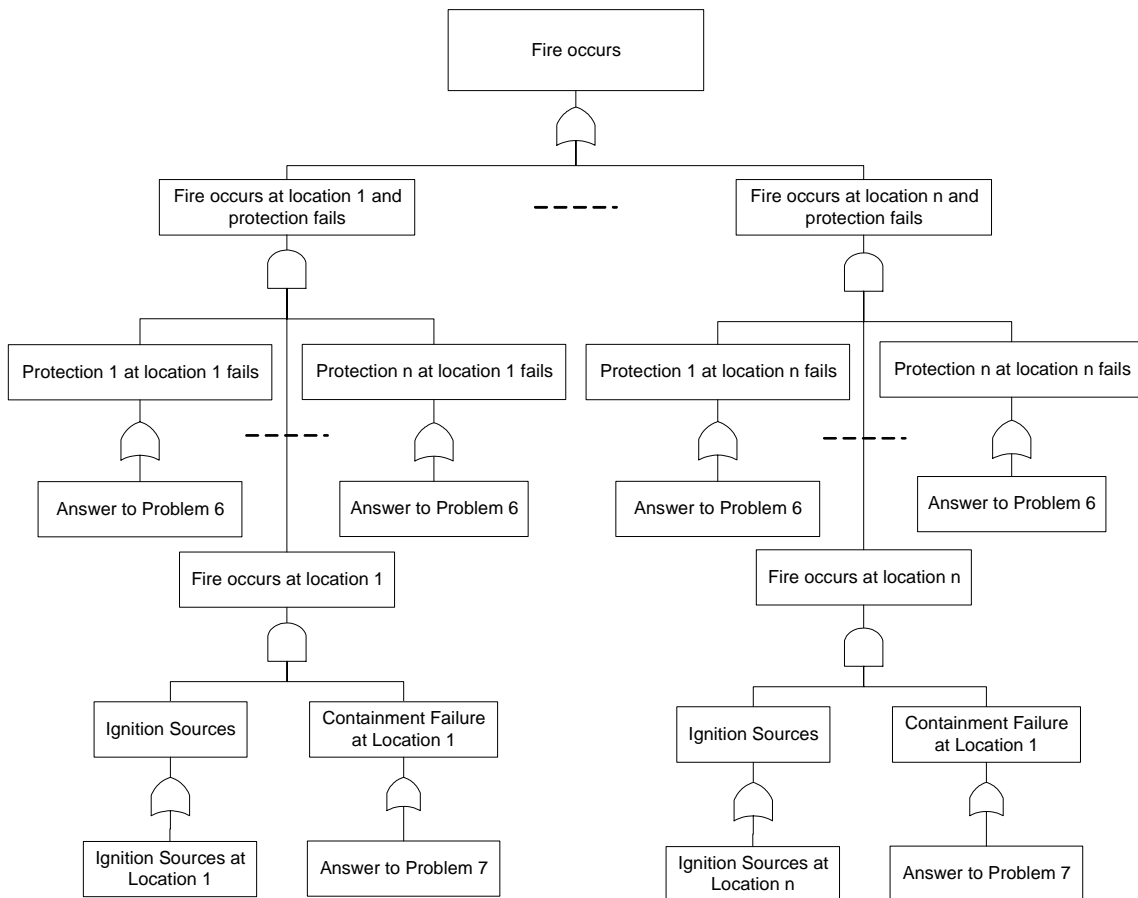 Fire occurs
Fire occurs at location 1 and
protection fails
Fire occurs at location n and
protection fails
Protection 1 at location 1 fails
Protection n at location 1 fails
Protection 1 at location n fails
Protection n at location n fails
Answer to Problem 6
Answer to Problem 6
Answer to Problem 6
Answer to Problem 6
Fire occurs at location 1
Fire occurs at location n
Ignition Sources
Containment Failure
at Location 1
Ignition Sources
Containment Failure
at Location 1
Ignition Sources at
Location 1
Answer to Problem 7
Ignition Sources at
Location n
Answer to Problem 7